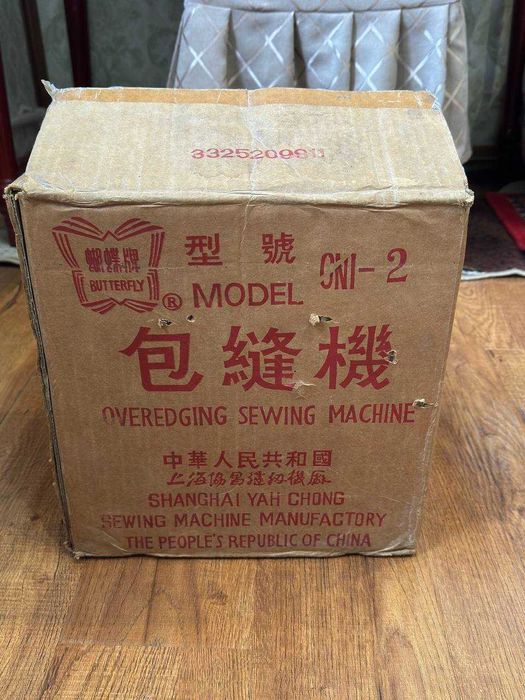 332520980
蝴蝶牌
BUTTERFLY
®
型號
MODEL
GN1-2
包縫機
OVEREDGING SEWING MACHINE
中華人民共和國
上海協昌縫紉機廠
SHANGHAI YAH CHONG
SEWING MACHINE MANUFACTORY
THE PEOPLE'S REPUBLIC OF CHINA